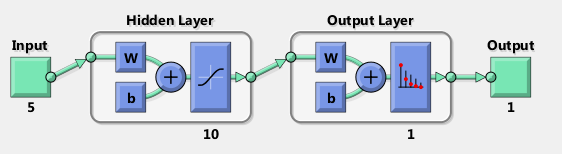 Hidden Layer
Output Layer
Input
Output
W
W
b
b
5
1
10
1